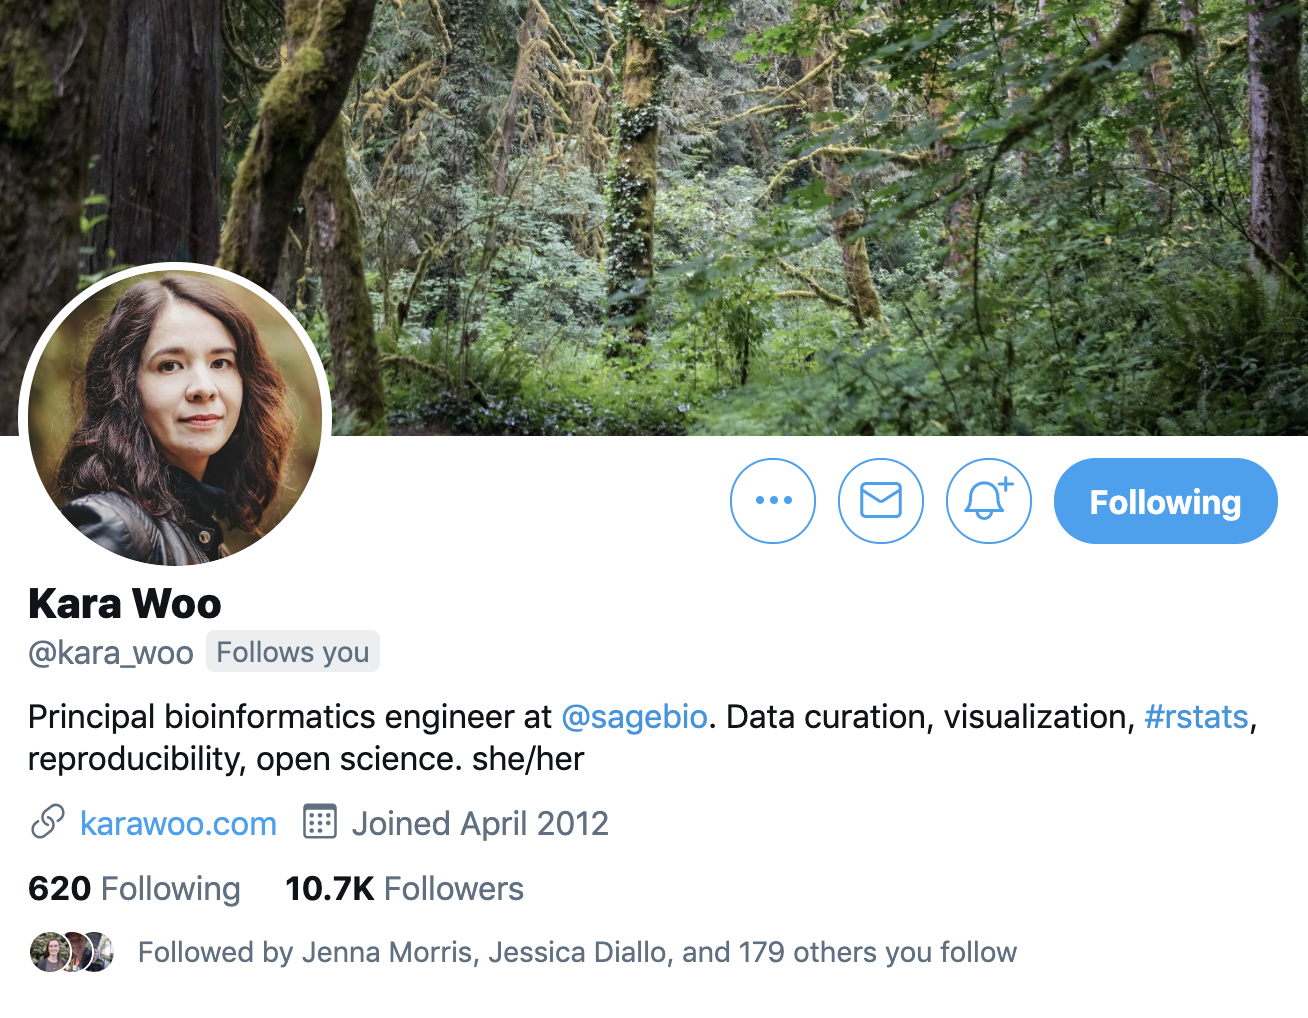 Following
Kara Woo
@kara_woo Follows you
Principal bioinformatics engineer at @sagebio. Data curation, visualization, #rstats,
reproducibility, open science. she/her
karawoo.com Joined April 2012
620 Following 10.7K Followers
Followed by Jenna Morris, Jessica Diallo, and 179 others you follow